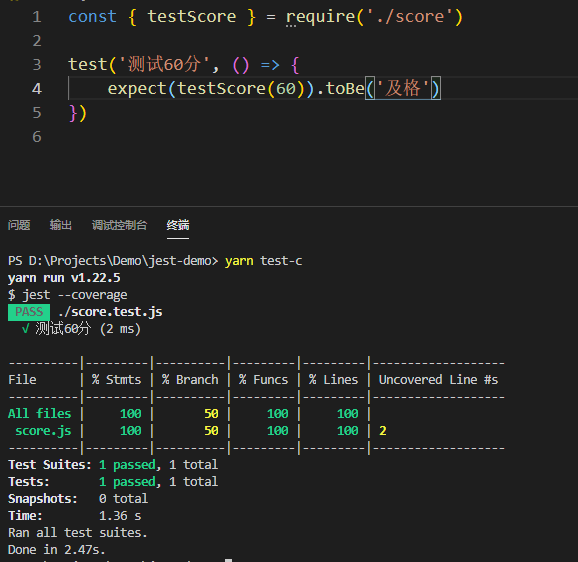 1 const { testScore } = require('./score')
2
3 test('测试60分', () => {
4     expect(testScore(60)).toBe('及格')
5 })
6
问题 输出 调试控制台 终端
PS D:\Projects\Demo\jest-demo> yarn test-c
yarn run v1.22.5
$ jest --coverage
PASS ./score.test.js
√ 测试60分 (2 ms)
----------|---------|----------|---------|---------|-------------------
File      | % Stmts | % Branch | % Funcs | % Lines | Uncovered Line #s
----------|---------|----------|---------|---------|-------------------
All files |     100 |       50 |     100 |     100 |
 score.js |     100 |       50 |     100 |     100 | 2
----------|---------|----------|---------|---------|-------------------
Test Suites: 1 passed, 1 total
Tests:       1 passed, 1 total
Snapshots:   0 total
Time:        1.36 s
Ran all test suites.
Done in 2.47s.